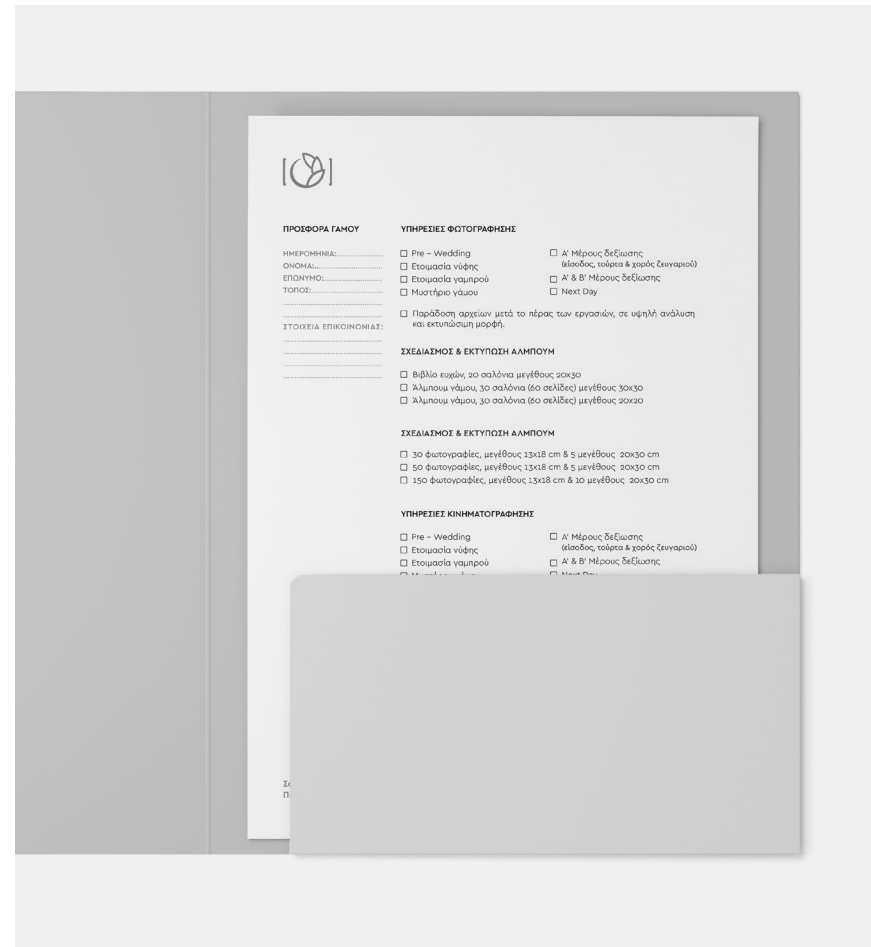 ΠΡΟΣΦΟΡΑ ΓΑΜΟΥ
ΗΜΕΡΟΜΗΝΙΑ:
ΟΝΟΜΑ:
ΕΠΩΝΥΜΟ:
ΤΟΠΟΣ:
ΣΤΟΙΧΕΙΑ ΕΠΙΚΟΙΝΩΝΙΑΣ:
ΥΠΗΡΕΣΙΕΣ ΦΩΤΟΓΡΑΦΗΣΗΣ
Pre – Wedding
Ετοιμασία νύφης
Ετοιμασία γαμπρού
Μυστήριο γάμου
Α' Μέρους δεξίωσης
(είσοδος, τούρτα & χορός ζευγαριού)
Α' & Β' Μέρους δεξίωσης
Next Day
Παράδοση αρχείων μετά το πέρας των εργασιών, σε υψηλή ανάλυση
και εκτυπώσιμη μορφή.
ΣΧΕΔΙΑΣΜΟΣ & ΕΚΤΥΠΩΣΗ ΑΛΜΠΟΥΜ
Βιβλίο ευχών, 20 σαλόνια μεγέθους 20x30
Άλμπουμ γάμου, 30 σαλόνια (60 σελίδες) μεγέθους 30x30
Άλμπουμ γάμου, 30 σαλόνια (60 σελίδες) μεγέθους 20x20
ΣΧΕΔΙΑΣΜΟΣ & ΕΚΤΥΠΩΣΗ ΑΛΜΠΟΥΜ
30 φωτογραφίες, μεγέθους 13x18 cm & 5 μεγέθους 20x30 cm
50 φωτογραφίες, μεγέθους 13x18 cm & 5 μεγέθους 20x30 cm
150 φωτογραφίες, μεγέθους 13x18 cm & 10 μεγέθους 20x30 cm
ΥΠΗΡΕΣΙΕΣ ΚΙΝΗΜΑΤΟΓΡΑΦΗΣΗΣ
Pre – Wedding
Ετοιμασία νύφης
Ετοιμασία γαμπρού
Α' Μέρους δεξίωσης
(είσοδος, τούρτα & χορός ζευγαριού)
Α' & Β' Μέρους δεξίωσης
Next Day